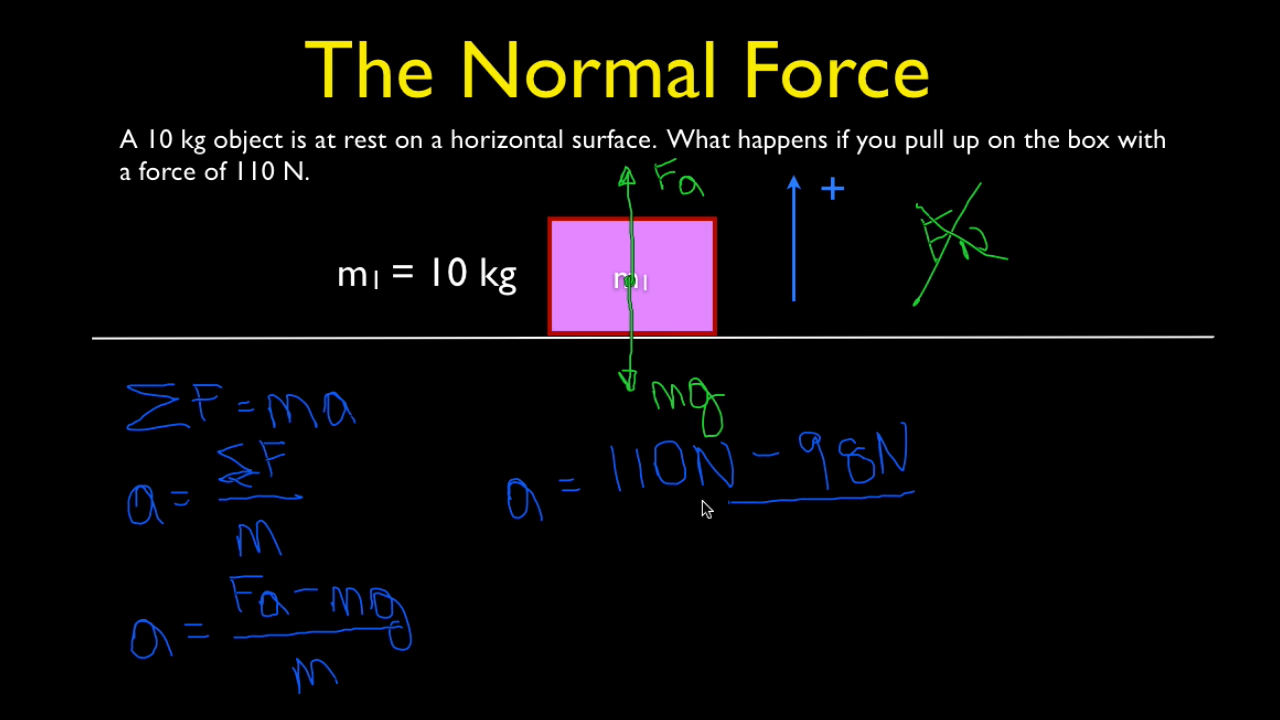 The Normal Force
A 10 kg object is at rest on a horizontal surface. What happens if you pull up on the box with
a force of 110 N.
Fa
+
m₁ = 10 kg
m₁
mg
ΣF = ma
a = ΣF
m
a = 110N - 98N
a = Fa - mg
m